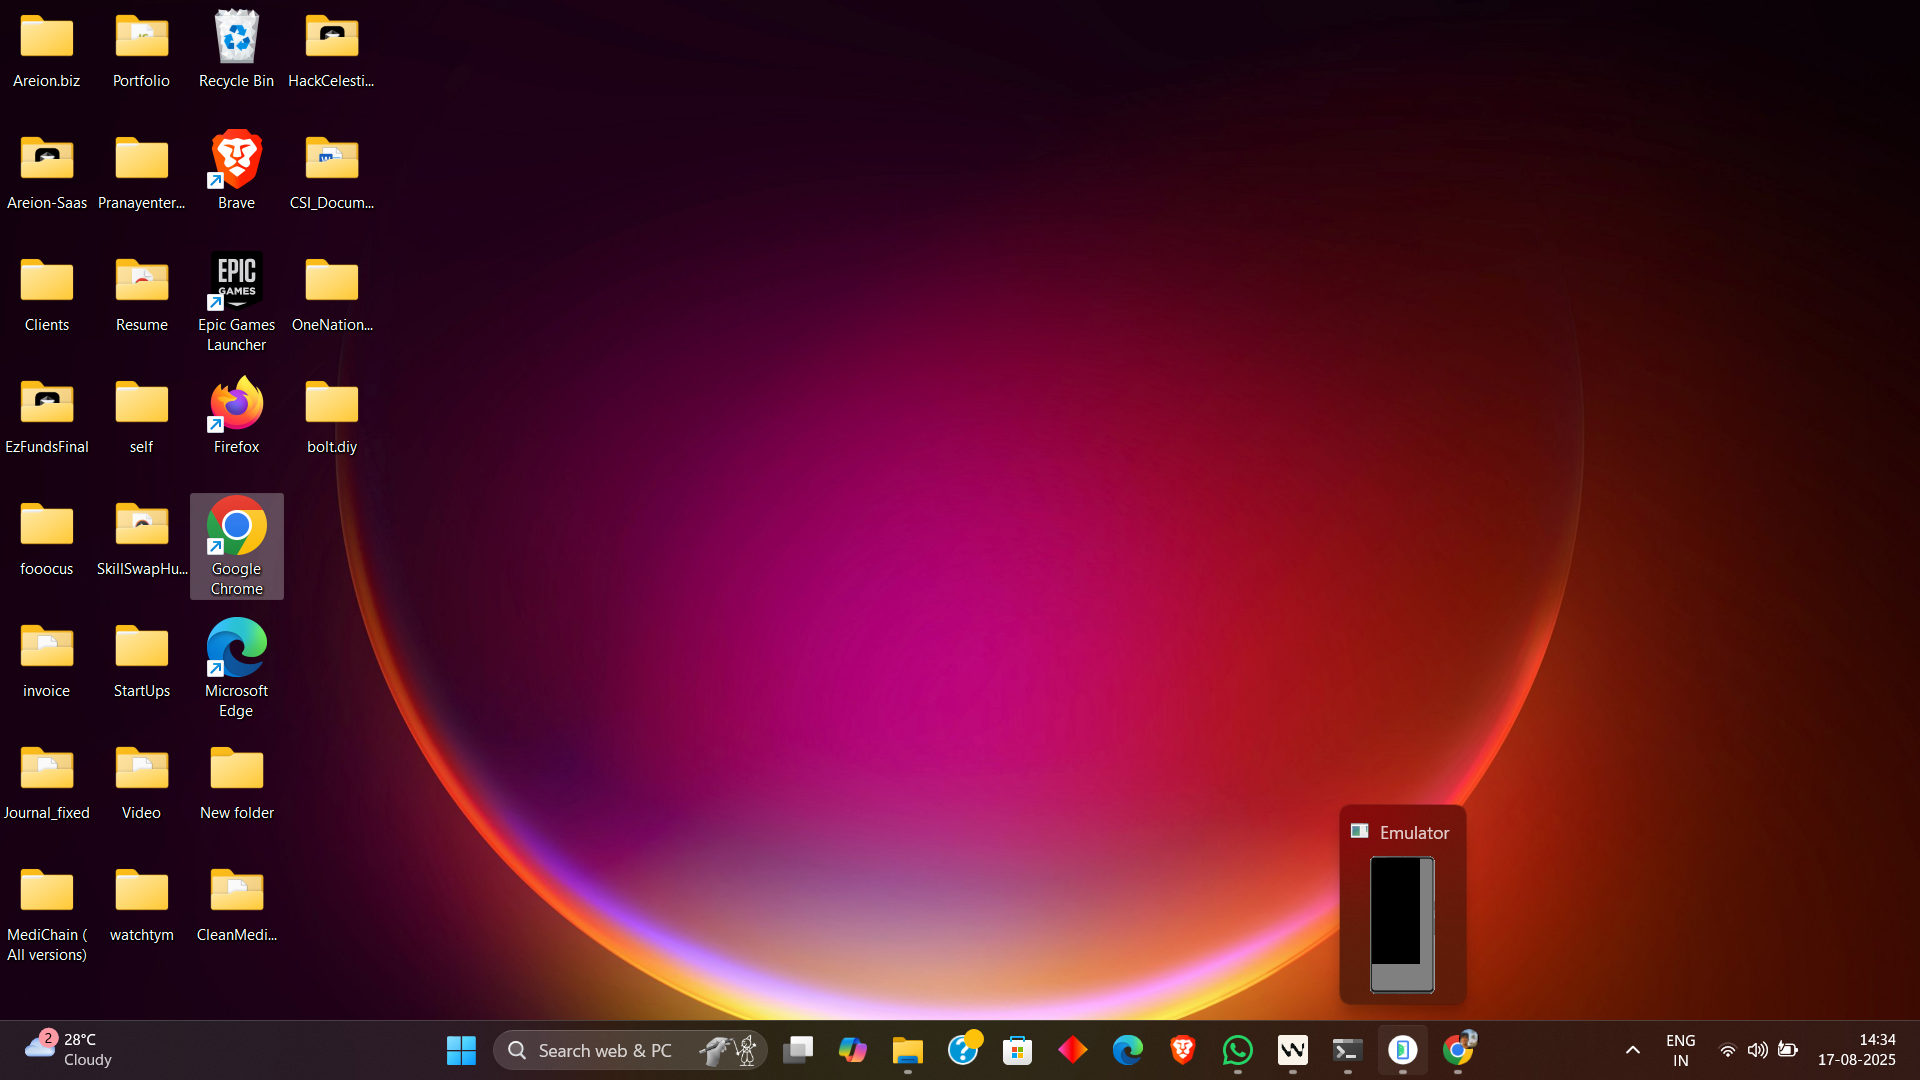 Areion.biz
Portfolio
Recycle Bin
HackCelesti...
Areion-Saas
Pranayenter...
Brave
CSI_Docum...
Clients
Resume
EPIC
GAMES
Epic Games
Launcher
OneNation...
EzFundsFinal
self
Firefox
bolt.diy
fooocus
SkillSwapHu...
Google
Chrome
invoice
StartUps
Microsoft
Edge
Journal_fixed
Video
New folder
MediChain (
All versions)
watchtym
CleanMedi...
Emulator
2
28°C
Cloudy
Search web & PC
ENG
IN
14:34
17-08-2025